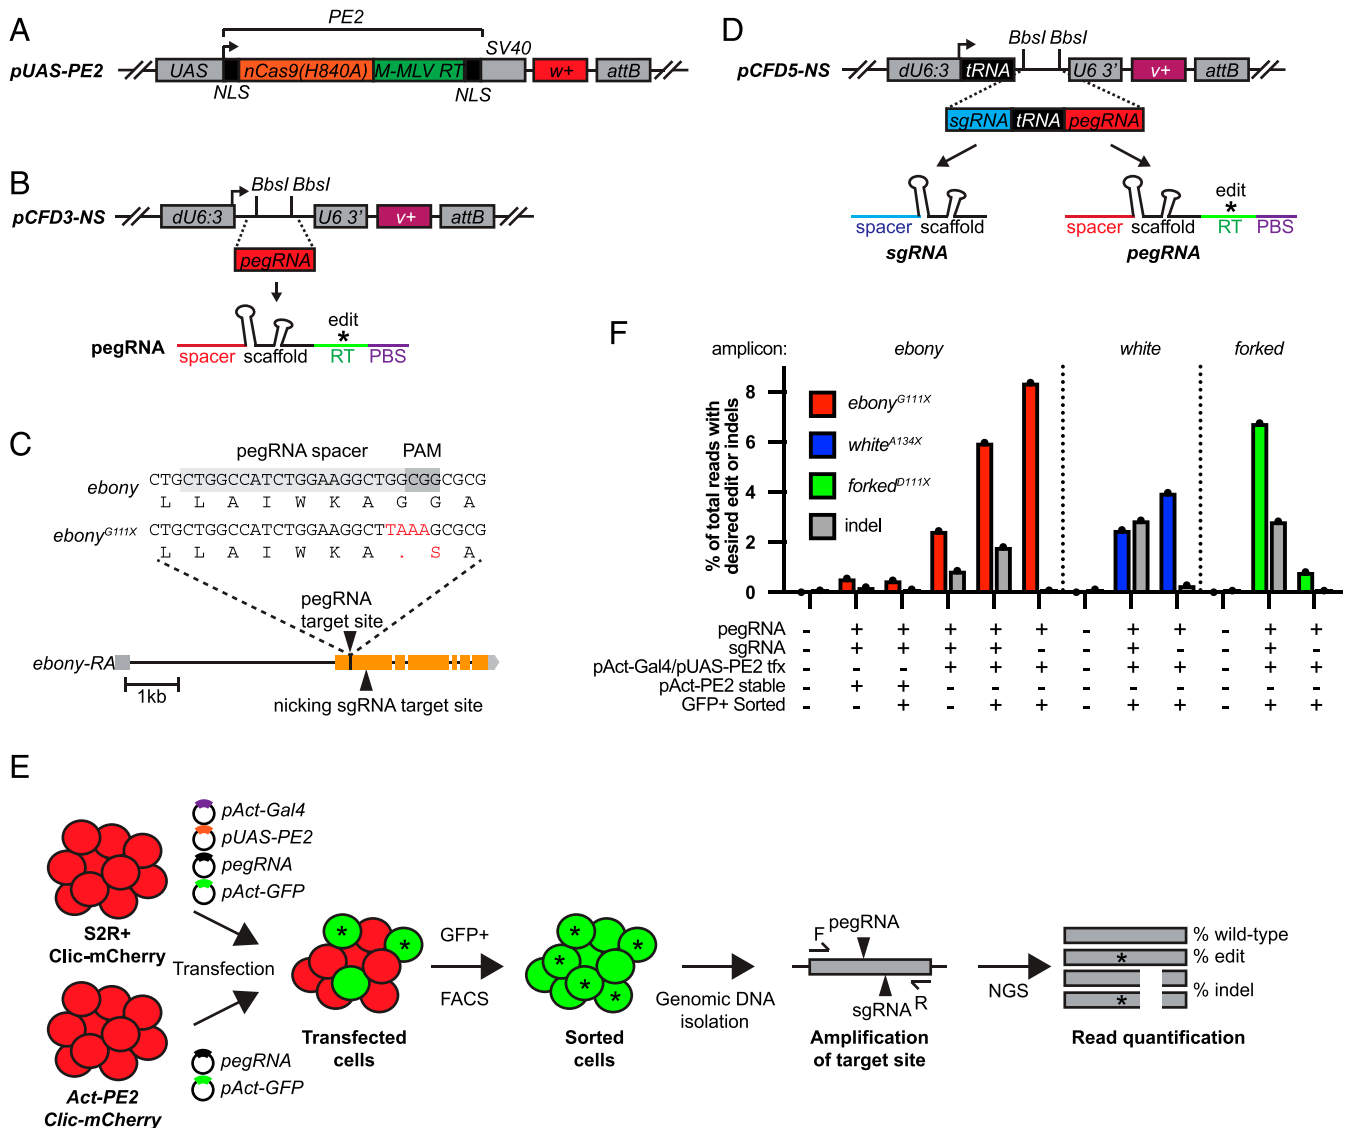 A
PE2
SV40
pUAS-PE2
UAS
nCas9(H840A)
M-MLV RT
w+
attB
NLS
NLS
B
BbsI BbsI
pCFD3-NS
dU6:3
U6 3'
v+
attB
pegRNA
edit
*
pegRNA
spacer
scaffold
RT
PBS
C
pegRNA spacer
PAM
ebony
CTGCTGGCCATCTGGAAGGCTGGCGGCGCG
L L A I W K A G G A
ebonyG111X
CTGCTGGCCATCTGGAAGGCTTAAAGCGCG
L L A I W K A . S A
pegRNA
target site
ebony-RA
1kb
nicking sgRNA target site
D
BbsI BbsI
pCFD5-NS
dU6:3
tRNA
U6 3'
v+
attB
sgRNA
tRNA
pegRNA
edit
*
spacer
scaffold
sgRNA
spacer
scaffold
RT
PBS
pegRNA
F
amplicon:
ebony
white
forked
% of total reads with
desired edit or indels
8
6
4
2
0
ebonyG111X
whiteA134X
forkedD111X
indel
pegRNA - + + + + + - + + - + +
sgRNA - + + + + - - + - - + -
pAct-Gal4/pUAS-PE2 tfx - - - + + + - + + - + +
pAct-PE2 stable - + + - - - - - - - - -
GFP+ Sorted - - + - + + - + + - + +
E
pAct-Gal4
pUAS-PE2
pegRNA
pAct-GFP
S2R+
Clic-mCherry
Transfection
Act-PE2
Clic-mCherry
pegRNA
pAct-GFP
* *
Transfected
cells
GFP+
FACS
* * * * *
Sorted
cells
Genomic DNA
isolation
F
pegRNA
sgRNA
R
Amplification
of target site
NGS
% wild-type
* % edit
% indel
*
Read quantification